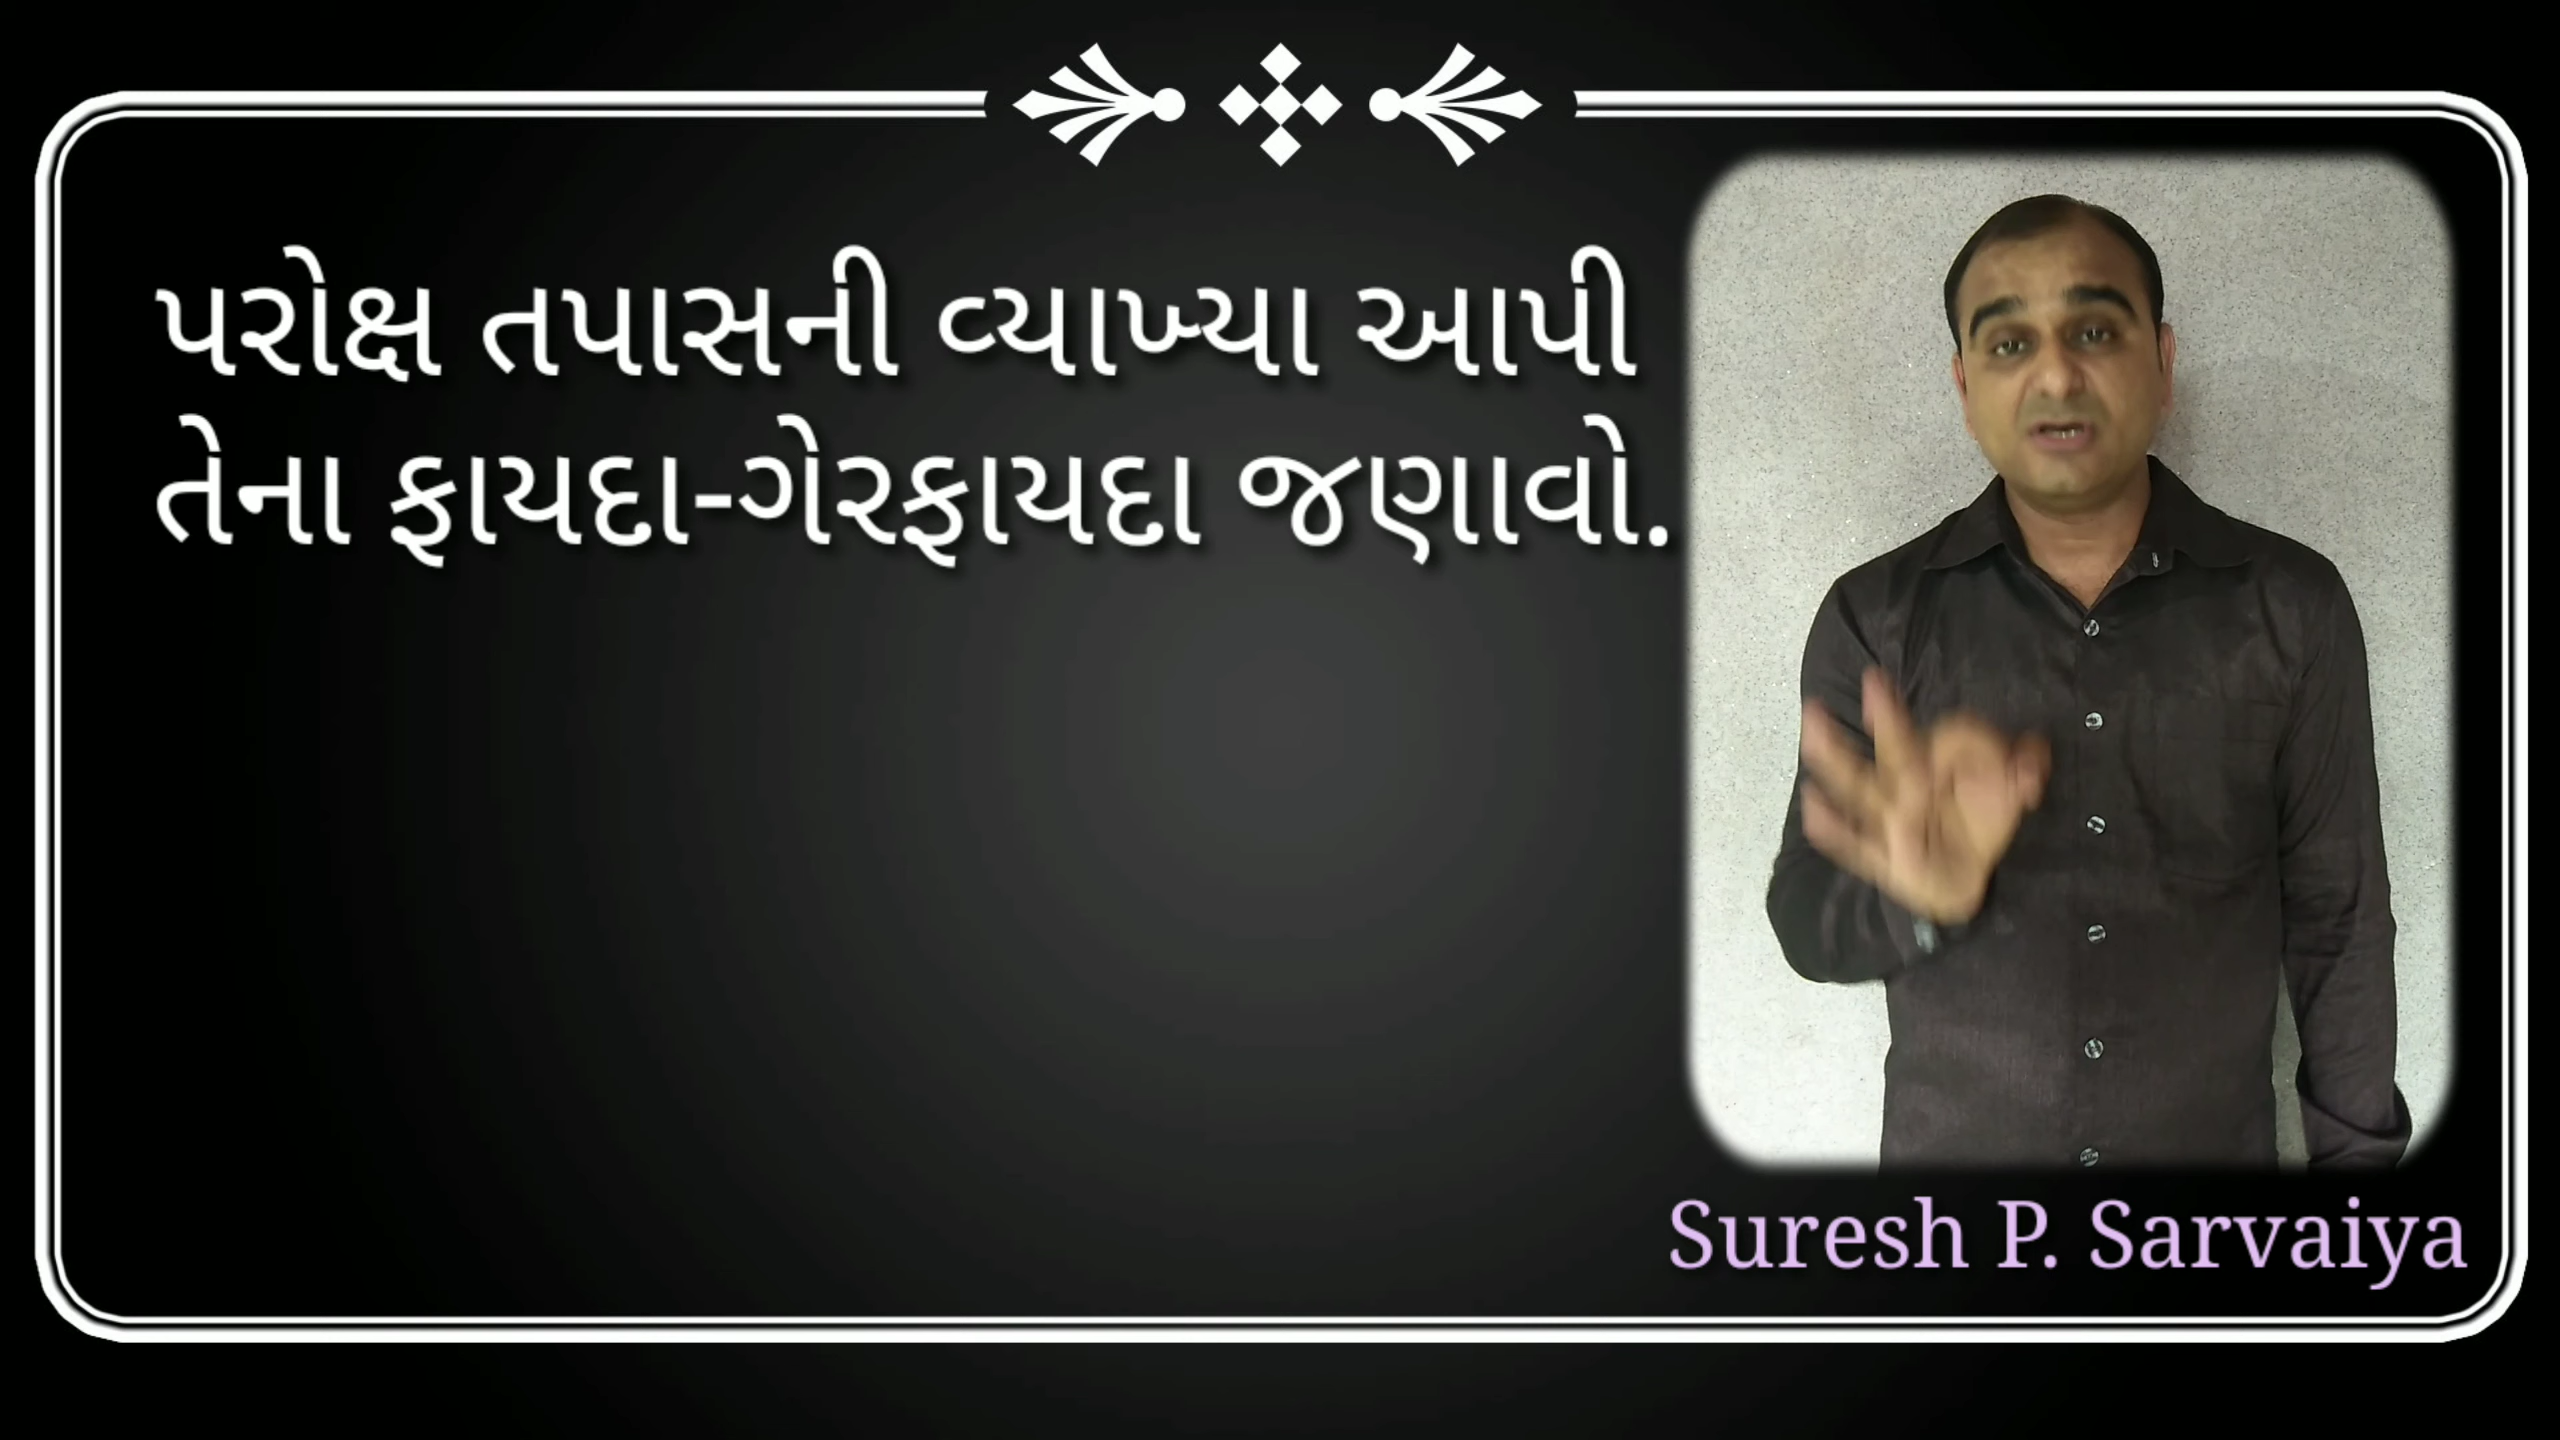 પરોક્ષ તપાસની વ્યાખ્યા આપી
તેના ફાયદા-ગેરફાયદા જણાવો.
Suresh P. Sarvaiya